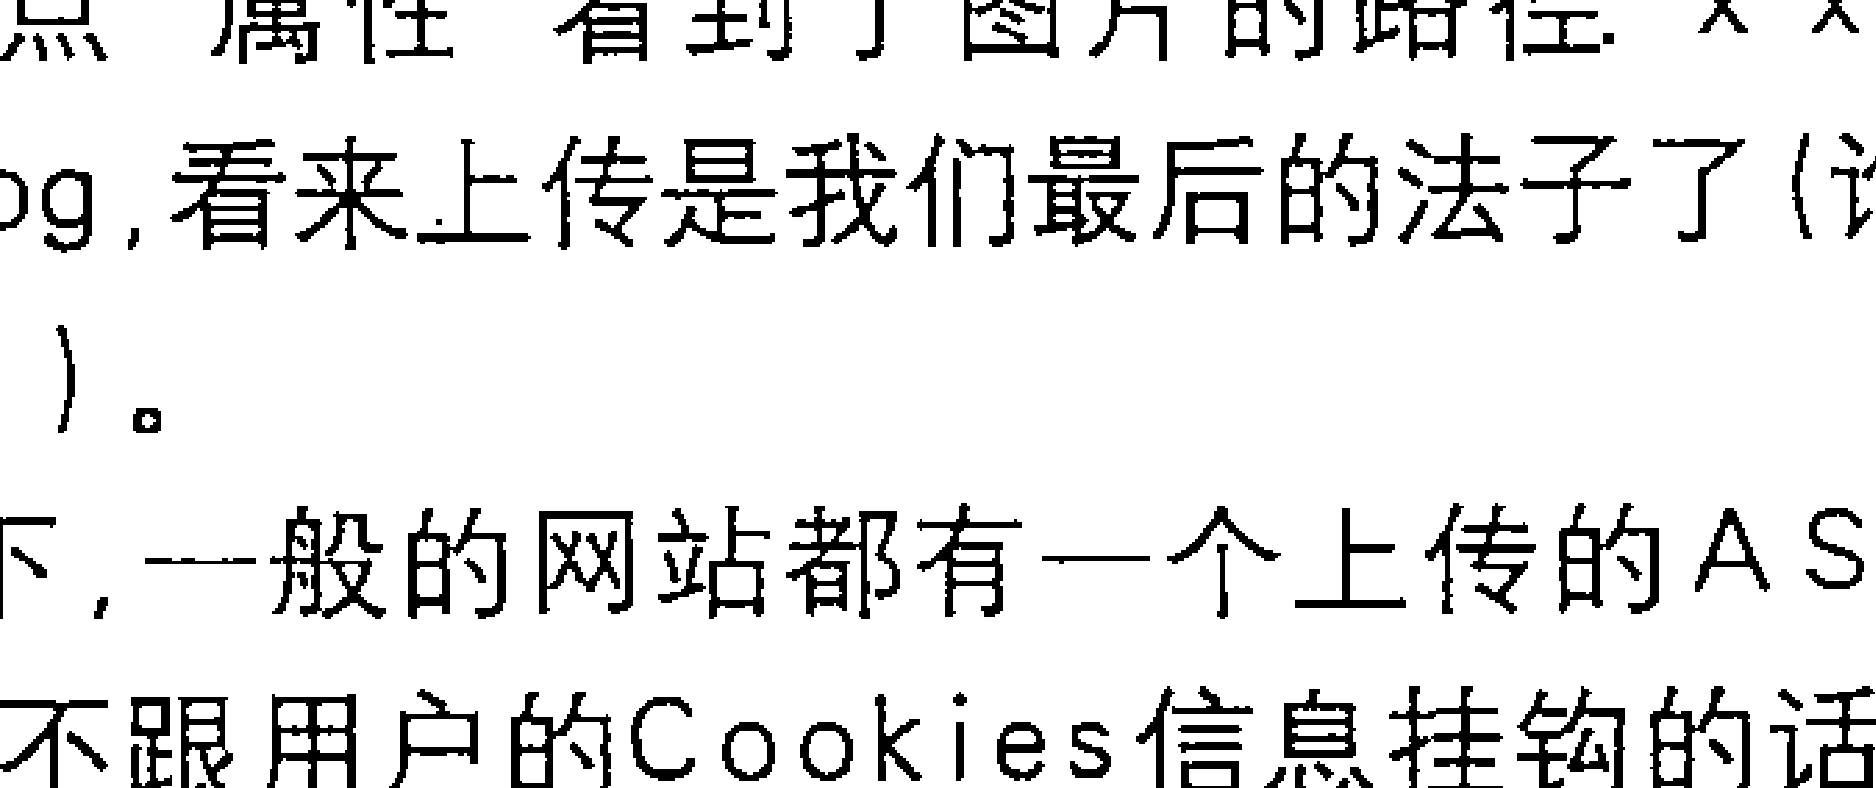 点 属性 看到了图片的路径. x x
pg,看来上传是我们最后的法子了(
)。
下,一般的网站都有一个上传的AS
不跟用户的Cookies信息挂钩的话